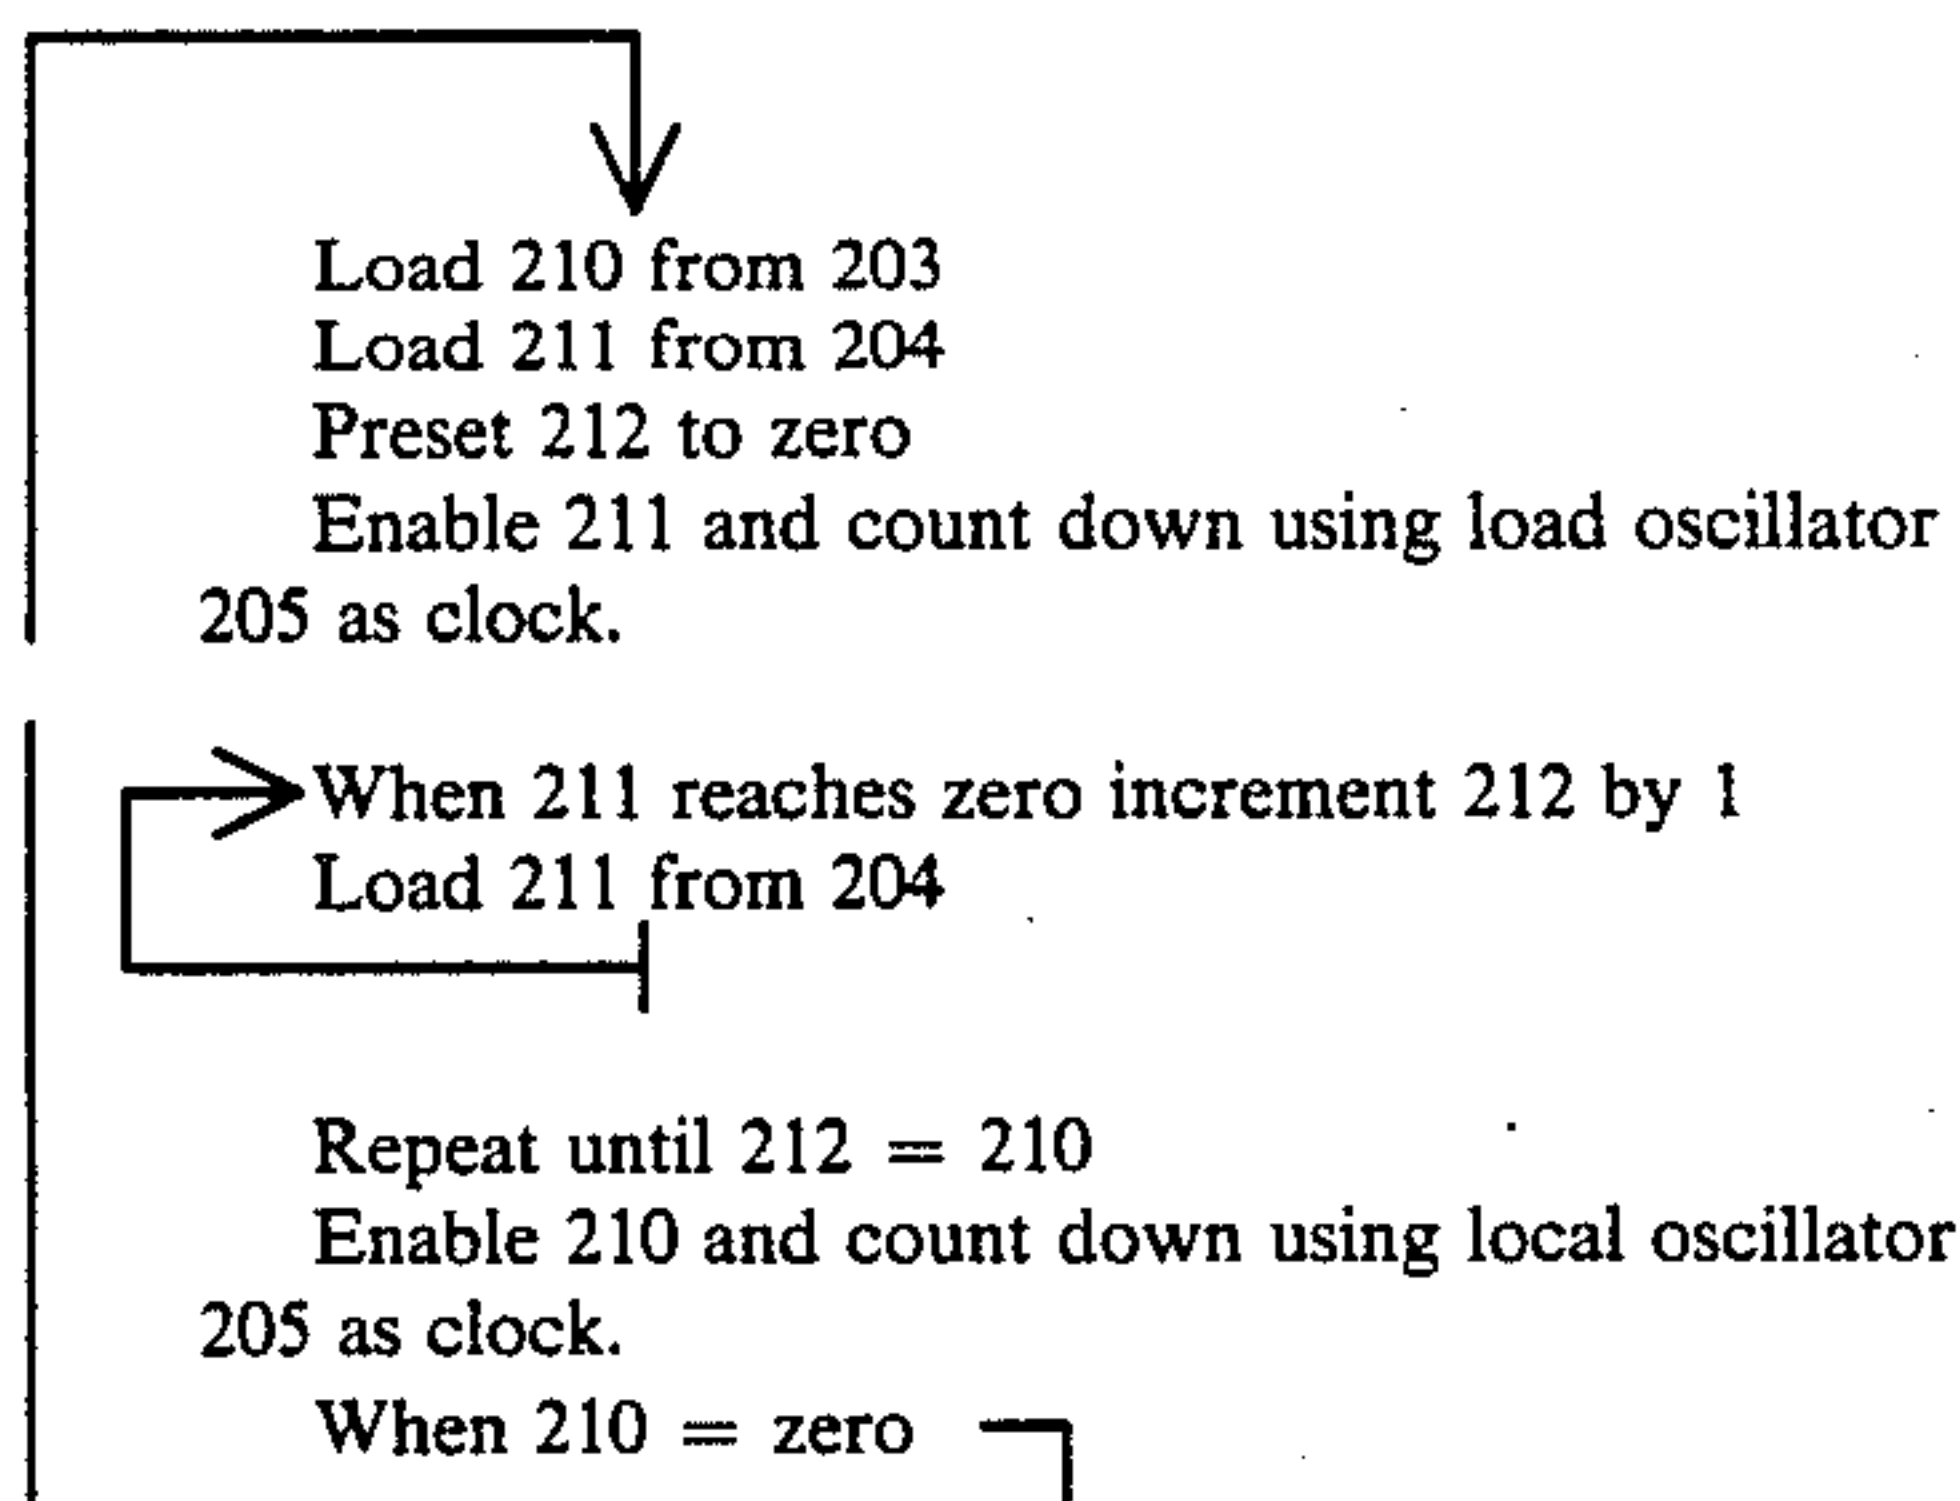 Load 210 from 203
Load 211 from 204
Preset 212 to zero
Enable 211 and count down using load oscillator
205 as clock.
When 211 reaches zero increment 212 by 1
Load 211 from 204
Repeat until 212 = 210
Enable 210 and count down using local oscillator
205 as clock.
When 210 = zero